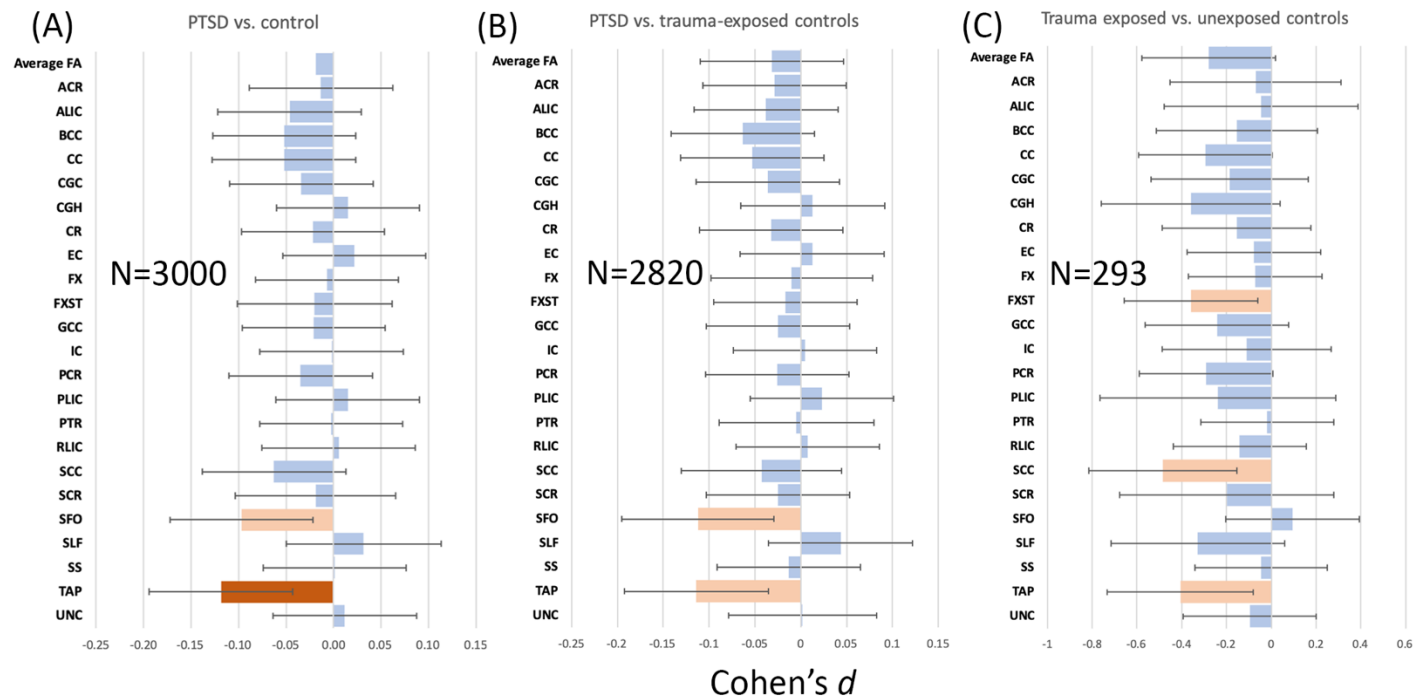 (A)
PTSD vs. control
Average FA
ACR
ALIC
BCC
CC
CGC
CGH
CR
EC
FX
FXST
GCC
IC
PCR
PLIC
PTR
RLIC
SCC
SCR
SFO
SLF
SS
TAP
UNC
N=3000
-0.25 -0.20 -0.15 -0.10 -0.05 0.00 0.05 0.10 0.15
(B)
PTSD vs. trauma-exposed controls
Average FA
ACR
ALIC
BCC
CC
CGC
CGH
CR
EC
FX
FXST
GCC
IC
PCR
PLIC
PTR
RLIC
SCC
SCR
SFO
SLF
SS
TAP
UNC
N=2820
-0.25 -0.2 -0.15 -0.1 -0.05 0 0.05 0.1 0.15
(C)
Trauma exposed vs. unexposed controls
Average FA
ACR
ALIC
BCC
CC
CGC
CGH
CR
EC
FX
FXST
GCC
IC
PCR
PLIC
PTR
RLIC
SCC
SCR
SFO
SLF
SS
TAP
UNC
N=293
-1 -0.8 -0.6 -0.4 -0.2 0 0.2 0.4 0.6
Cohen's d